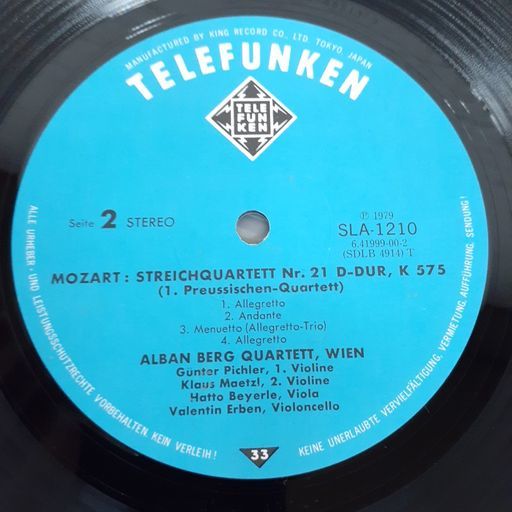 MANUFACTURED BY KING RECORD CO., LTD. TOKYO, JAPAN
TELEFUNKEN
TELE
FUN
KEN
Seite 2 STEREO
Ⓟ 1979
SLA-1210
6.41999-00-2
(SDLB 4914) T
MOZART: STREICHQUARTETT Nr. 21 D-DUR, K 575
(1. Preussischen-Quartett)
1. Allegretto
2. Andante
3. Menuetto (Allegretto-Trio)
4. Allegretto
ALBAN BERG QUARTETT, WIEN
Günter Pichler, 1. Violine
Klaus Maetzl, 2. Violine
Hatto Beyerle, Viola
Valentin Erben, Violoncello
33
ALLE URHEBER- UND LEISTUNGSSCHUTZRECHTE VORBEHALTEN. KEIN VERLEIH!
KEINE UNERLAUBTE VERVIELFÄLTIGUNG, VERMIETUNG, AUFFÜHRUNG, SENDUNG!